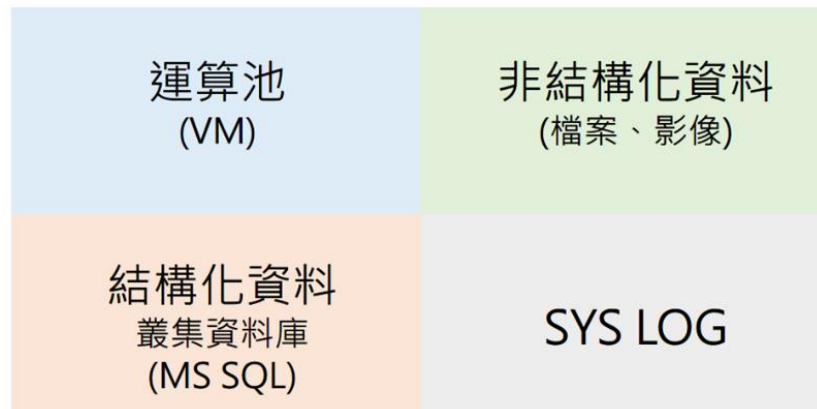 運算池
(VM)
非結構化資料
(檔案、影像)
結構化資料
叢集資料庫
(MS SQL)
SYS LOG